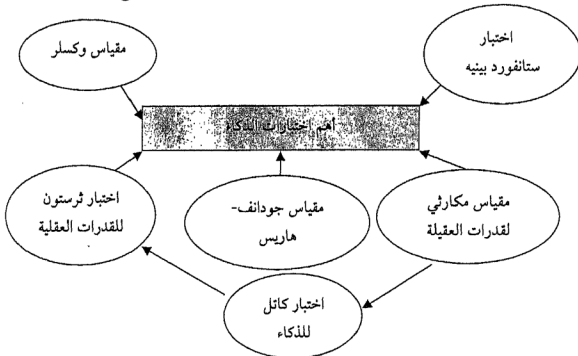 اختبار
ستانفورد بينيه
مقياس وكسلر
أهم اختبارات الذكاء
مقياس مكارثي
لقدرات العقيلة
مقياس جودانف-
هاريس
اختبار ثرستون
للقدرات العقلية
اختبار كاتل
للذكاء